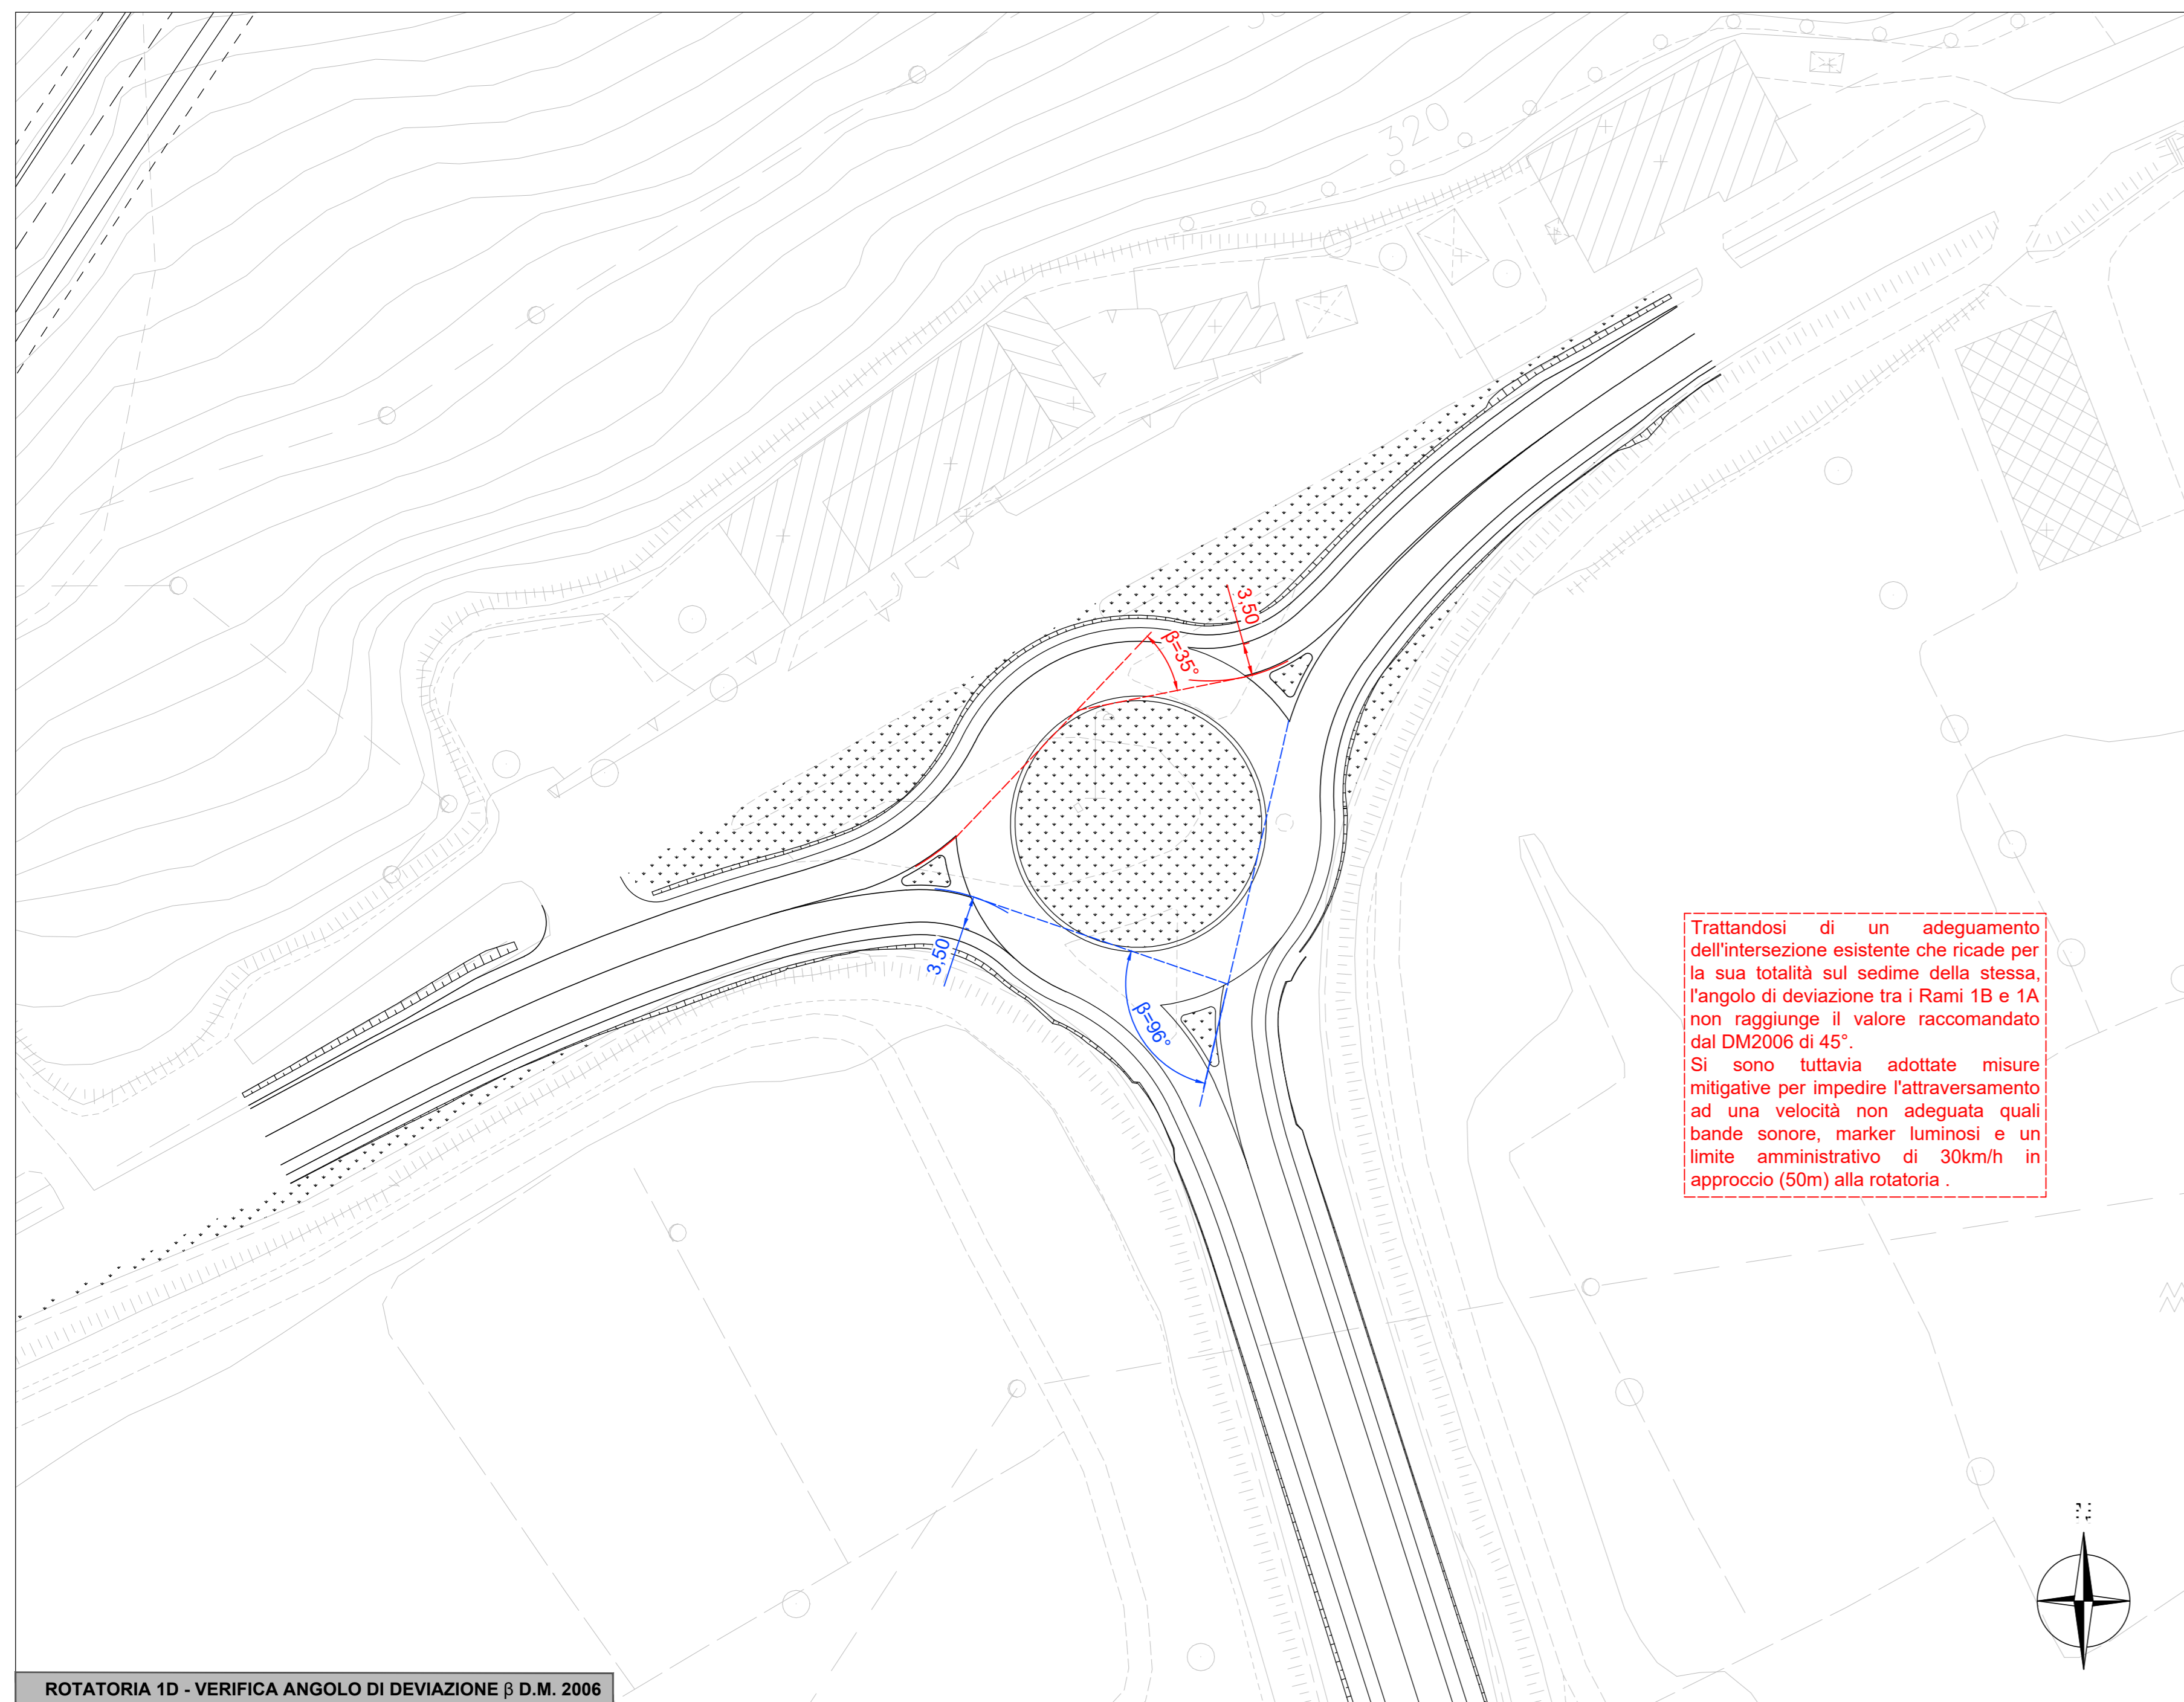 320
3,50
β=35°
3,50
β=96°
Trattandosi di un adeguamento
dell'intersezione esistente che ricade per
la sua totalità sul sedime della stessa,
l'angolo di deviazione tra i Rami 1B e 1A
non raggiunge il valore raccomandato
dal DM2006 di 45°.
Si sono tuttavia adottate misure
mitigative per impedire l'attraversamento
ad una velocità non adeguata quali
bande sonore, marker luminosi e un
limite amministrativo di 30km/h in
approccio (50m) alla rotatoria .
ROTATORIA 1D - VERIFICA ANGOLO DI DEVIAZIONE β D.M. 2006